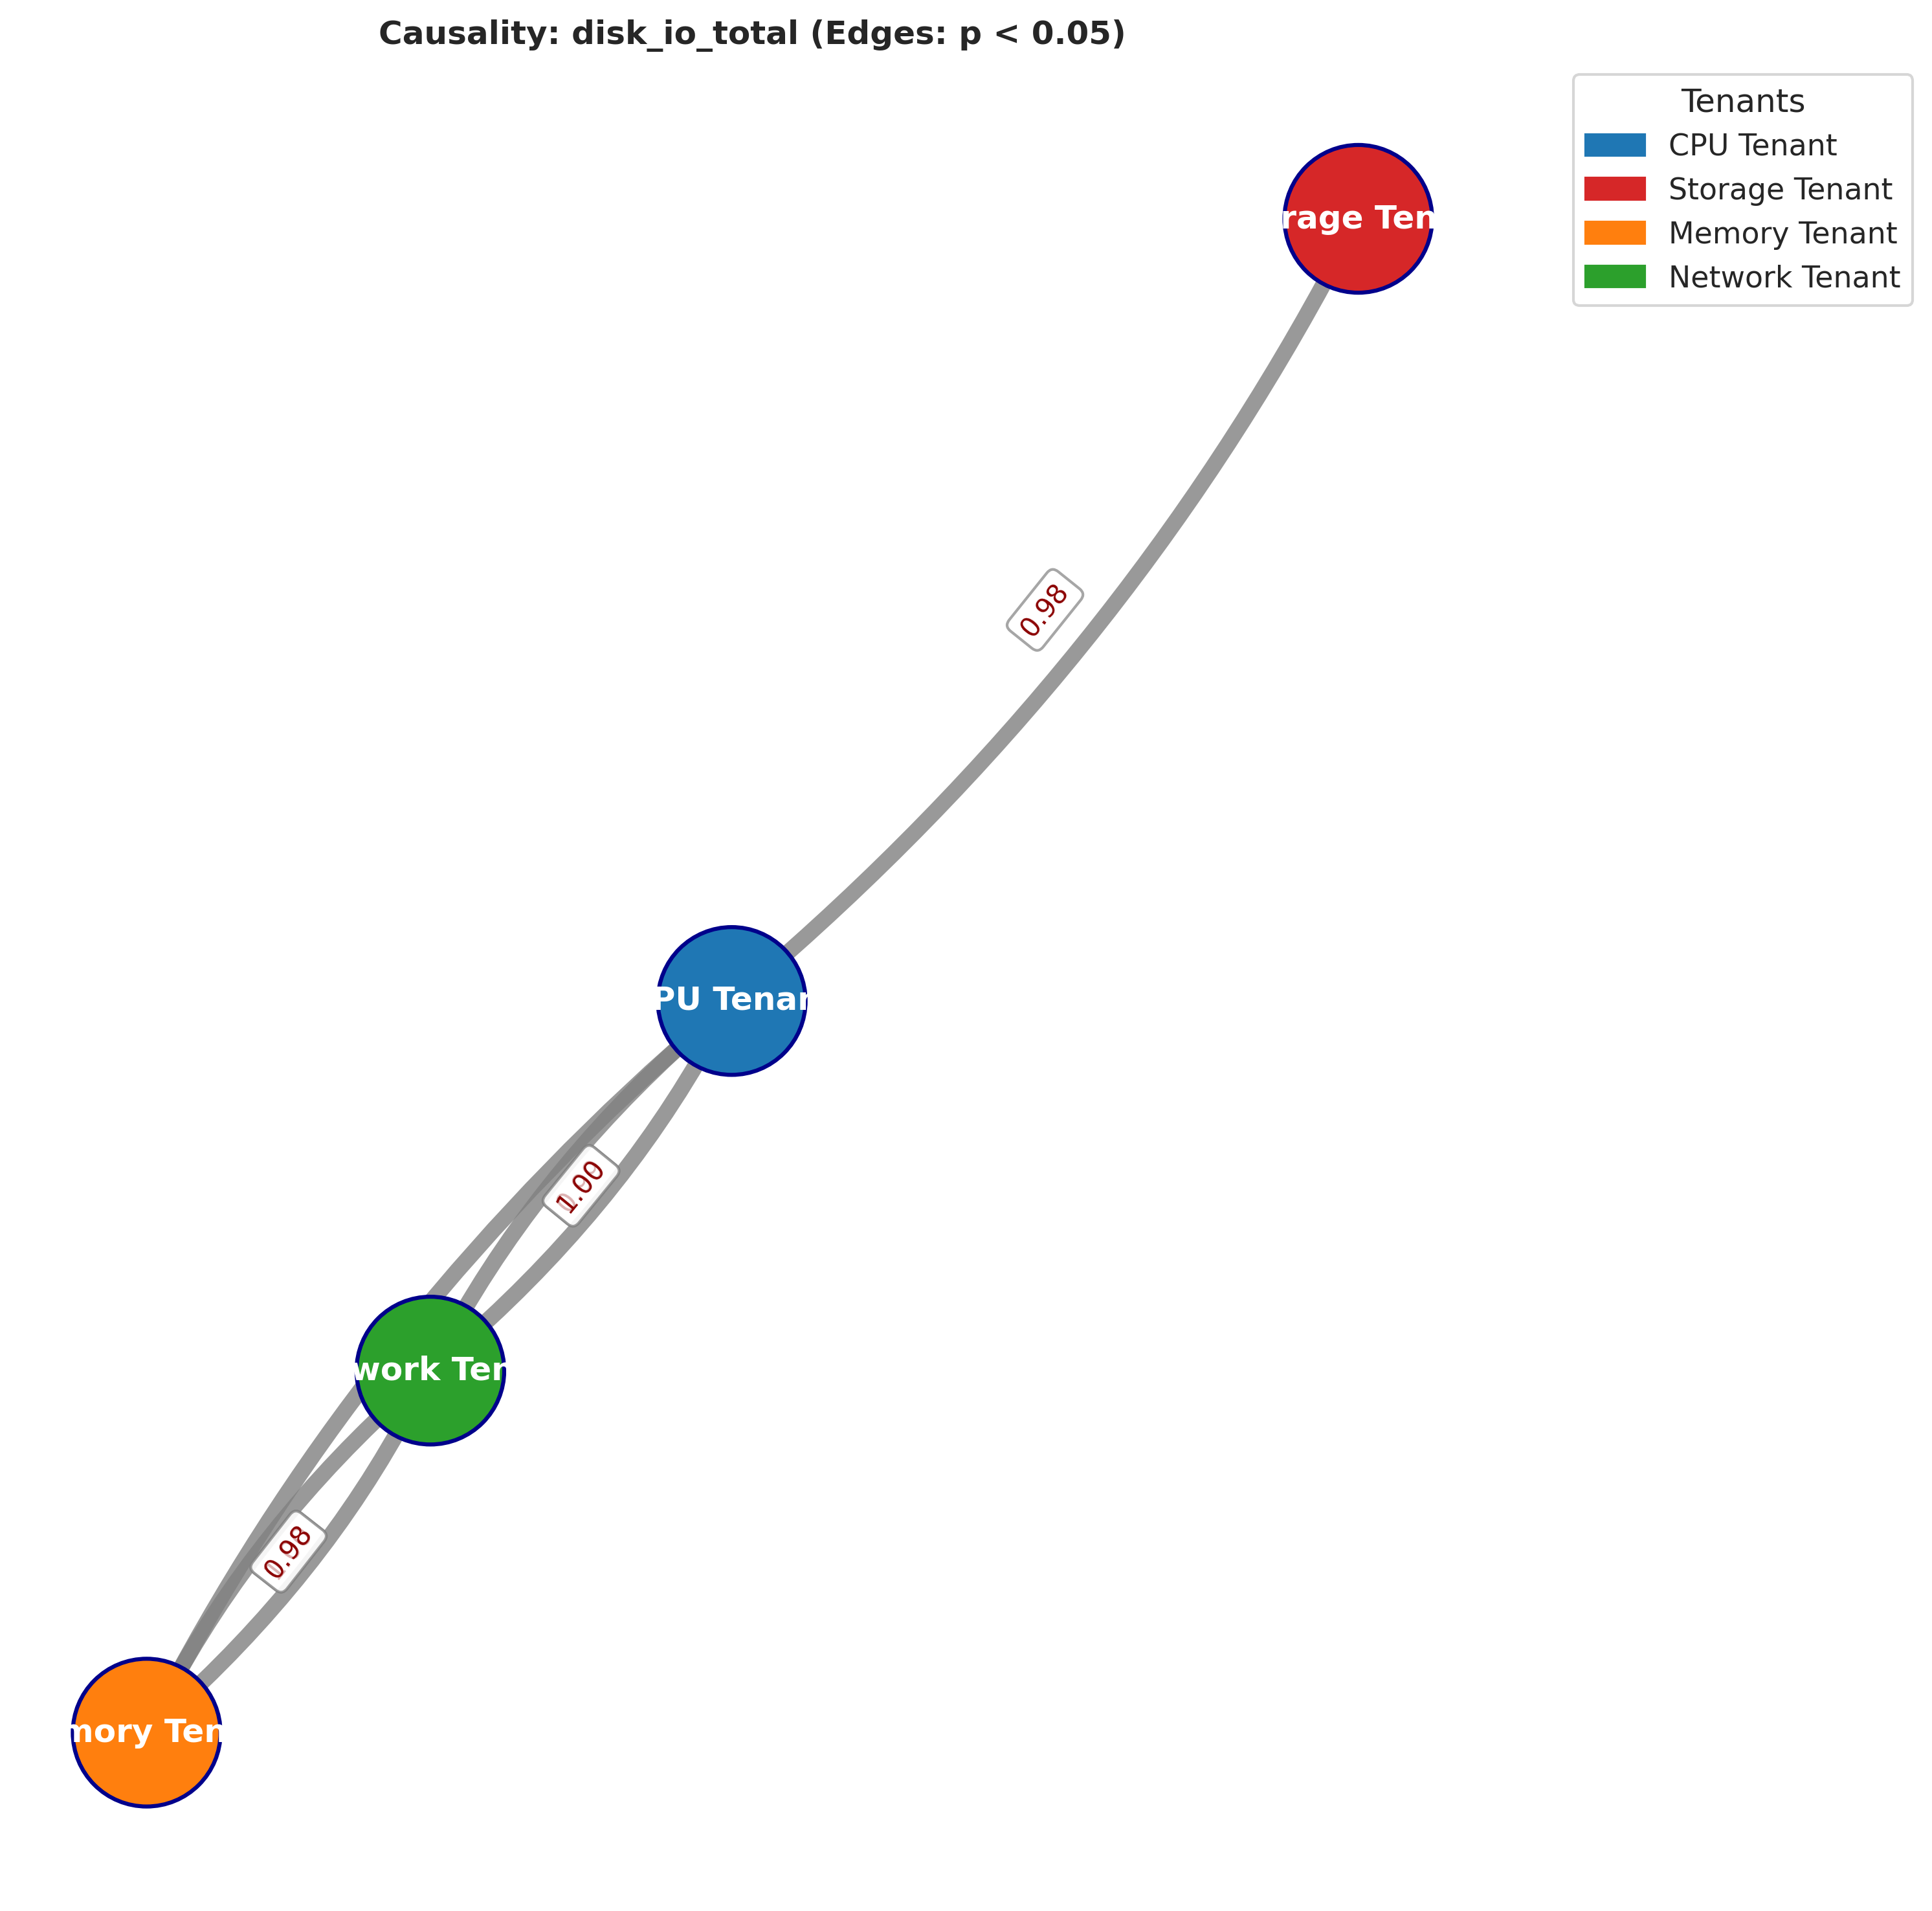 Causality: disk_io_total (Edges: p < 0.05)
Tenants
CPU Tenant
Storage Tenant
Memory Tenant
Network Tenant
rage Ten
0.98
PU Tenan
1.00
work Ten
0.98
mory Ten